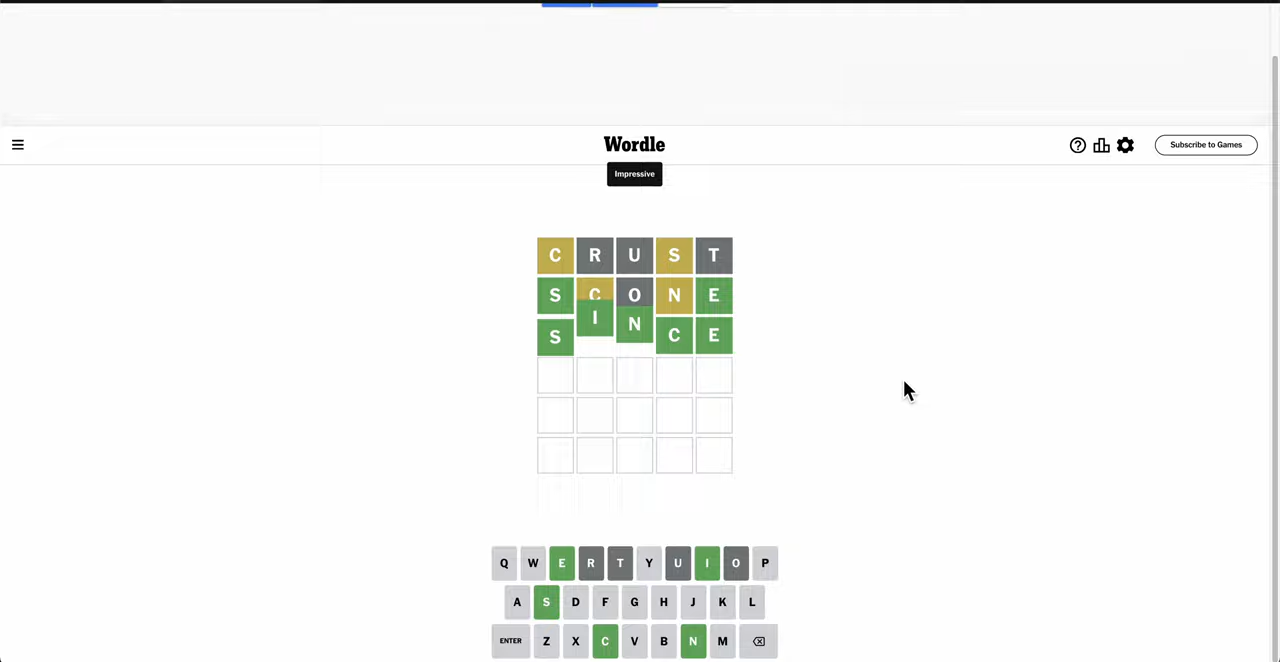 Wordle
Subscribe to Games
Impressive
C R U S T
S C O N E
S I N C E
Q W E R T Y U I O P
A S D F G H J K L
ENTER Z X C V B N M